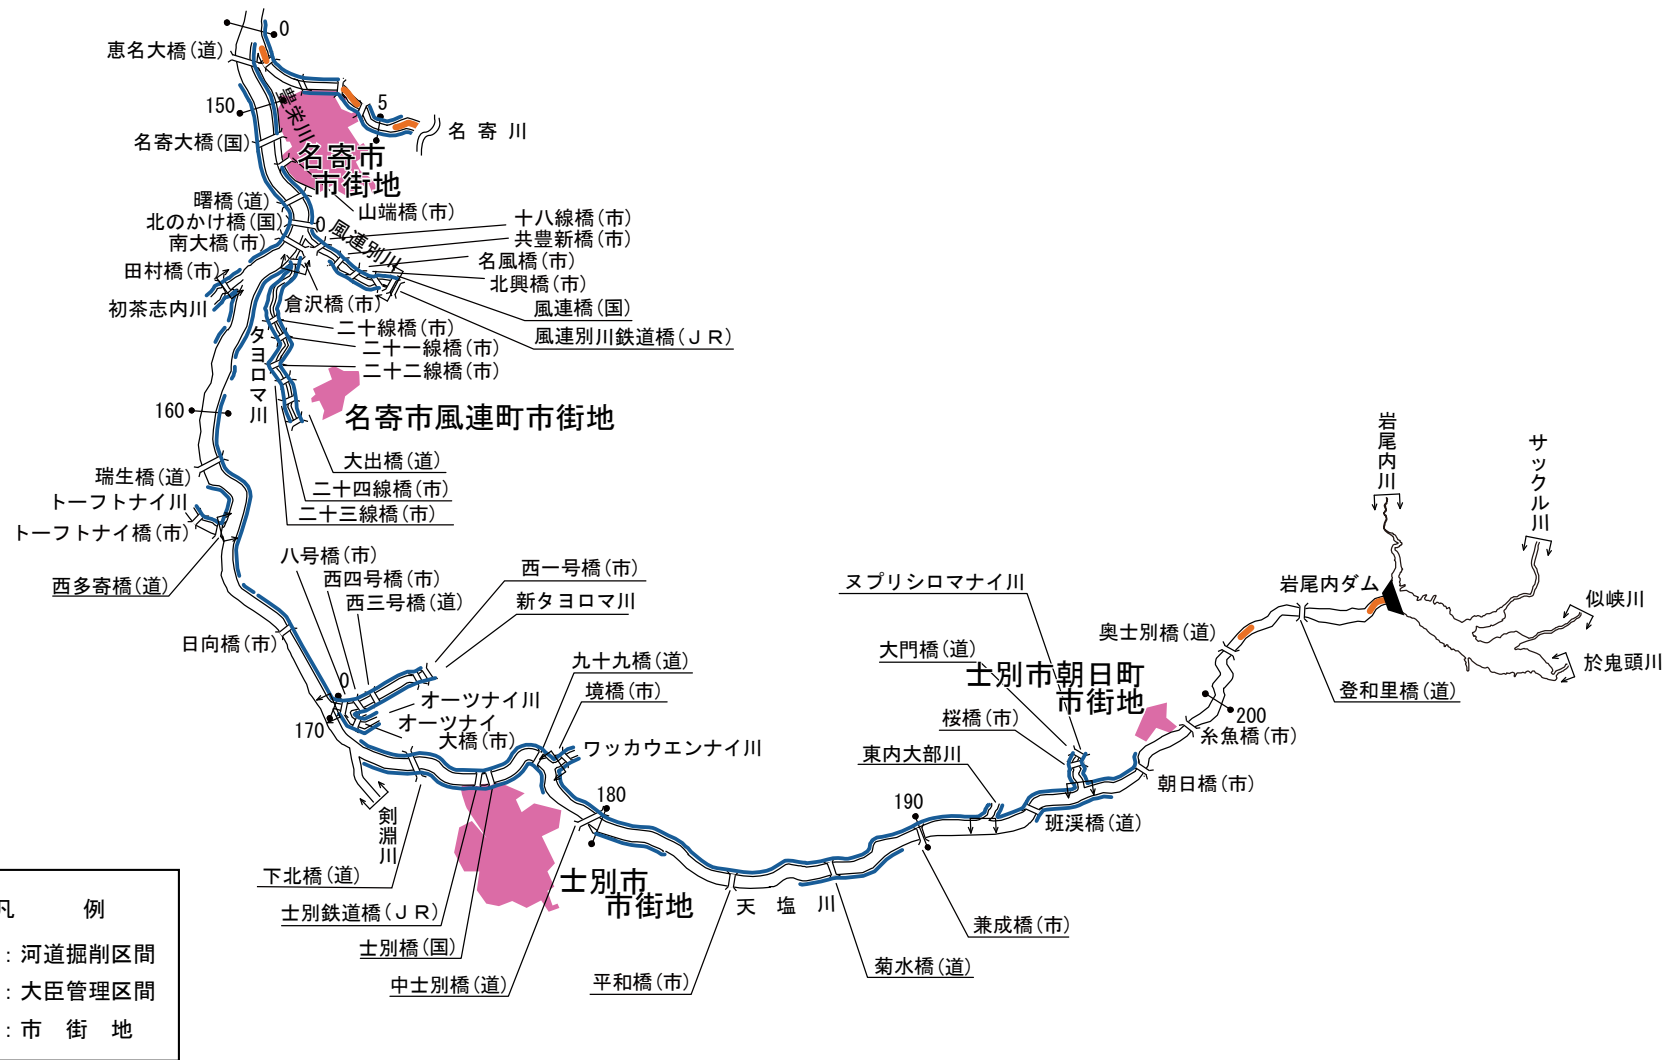 0
恵名大橋(道)
150
豊栄川
5
名寄川
名寄大橋(国)
名寄市
市街地
曙橋(道)
山端橋(市)
北のかけ橋(国)
0
風連別川
十八線橋(市)
南大橋(市)
共豊新橋(市)
名風橋(市)
田村橋(市)
北興橋(市)
初茶志内川
倉沢橋(市)
風連橋(国)
二十線橋(市)
風連別川鉄道橋(JR)
タヨロマ川
二十一線橋(市)
二十二線橋(市)
160
名寄市風連町市街地
大出橋(道)
瑞生橋(道)
二十四線橋(市)
トーフトナイ川
二十三線橋(市)
トーフトナイ橋(市)
西多寄橋(道)
八号橋(市)
西四号橋(市)
西三号橋(道)
西一号橋(市)
新タヨロマ川
日向橋(市)
0
170
オーツナイ川
オーツナイ
大橋(市)
九十九橋(道)
境橋(市)
ワッカウエンナイ川
剣淵川
180
下北橋(道)
士別鉄道橋(JR)
士別橋(国)
中士別橋(道)
士別市
市街地
平和橋(市)
天塩川
菊水橋(道)
兼成橋(市)
190
東内大部川
班渓橋(道)
桜橋(市)
大門橋(道)
ヌプリシロマナイ川
士別市朝日町
市街地
朝日橋(市)
糸魚橋(市)
200
奥士別橋(道)
登和里橋(道)
岩尾内ダム
岩尾内川
サックル川
似峡川
於鬼頭川
凡 例
:河道掘削区間
:大臣管理区間
:市 街 地